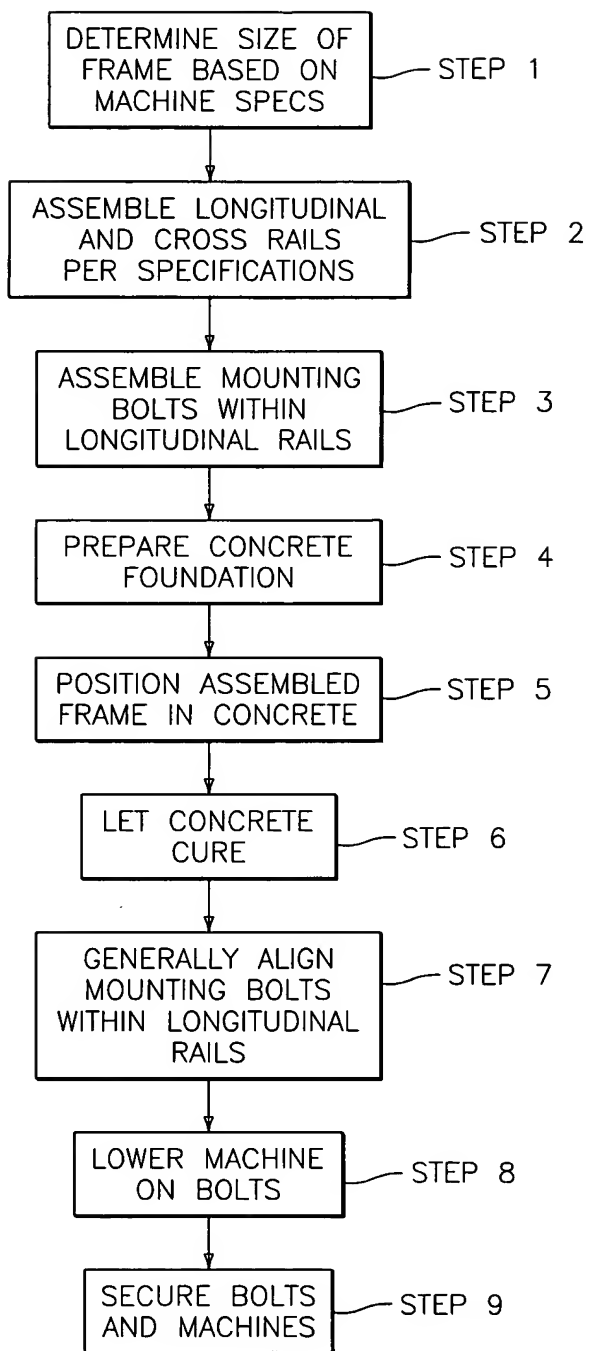 DETERMINE SIZE OF
FRAME BASED ON
MACHINE SPECS
STEP 1
ASSEMBLE LONGITUDINAL
AND CROSS RAILS
PER SPECIFICATIONS
STEP 2
ASSEMBLE MOUNTING
BOLTS WITHIN
LONGITUDINAL RAILS
STEP 3
PREPARE CONCRETE
FOUNDATION
STEP 4
POSITION ASSEMBLED
FRAME IN CONCRETE
STEP 5
LET CONCRETE
CURE
STEP 6
GENERALLY ALIGN
MOUNTING BOLTS
WITHIN LONGITUDINAL
RAILS
STEP 7
LOWER MACHINE
ON BOLTS
STEP 8
SECURE BOLTS
AND MACHINES
STEP 9